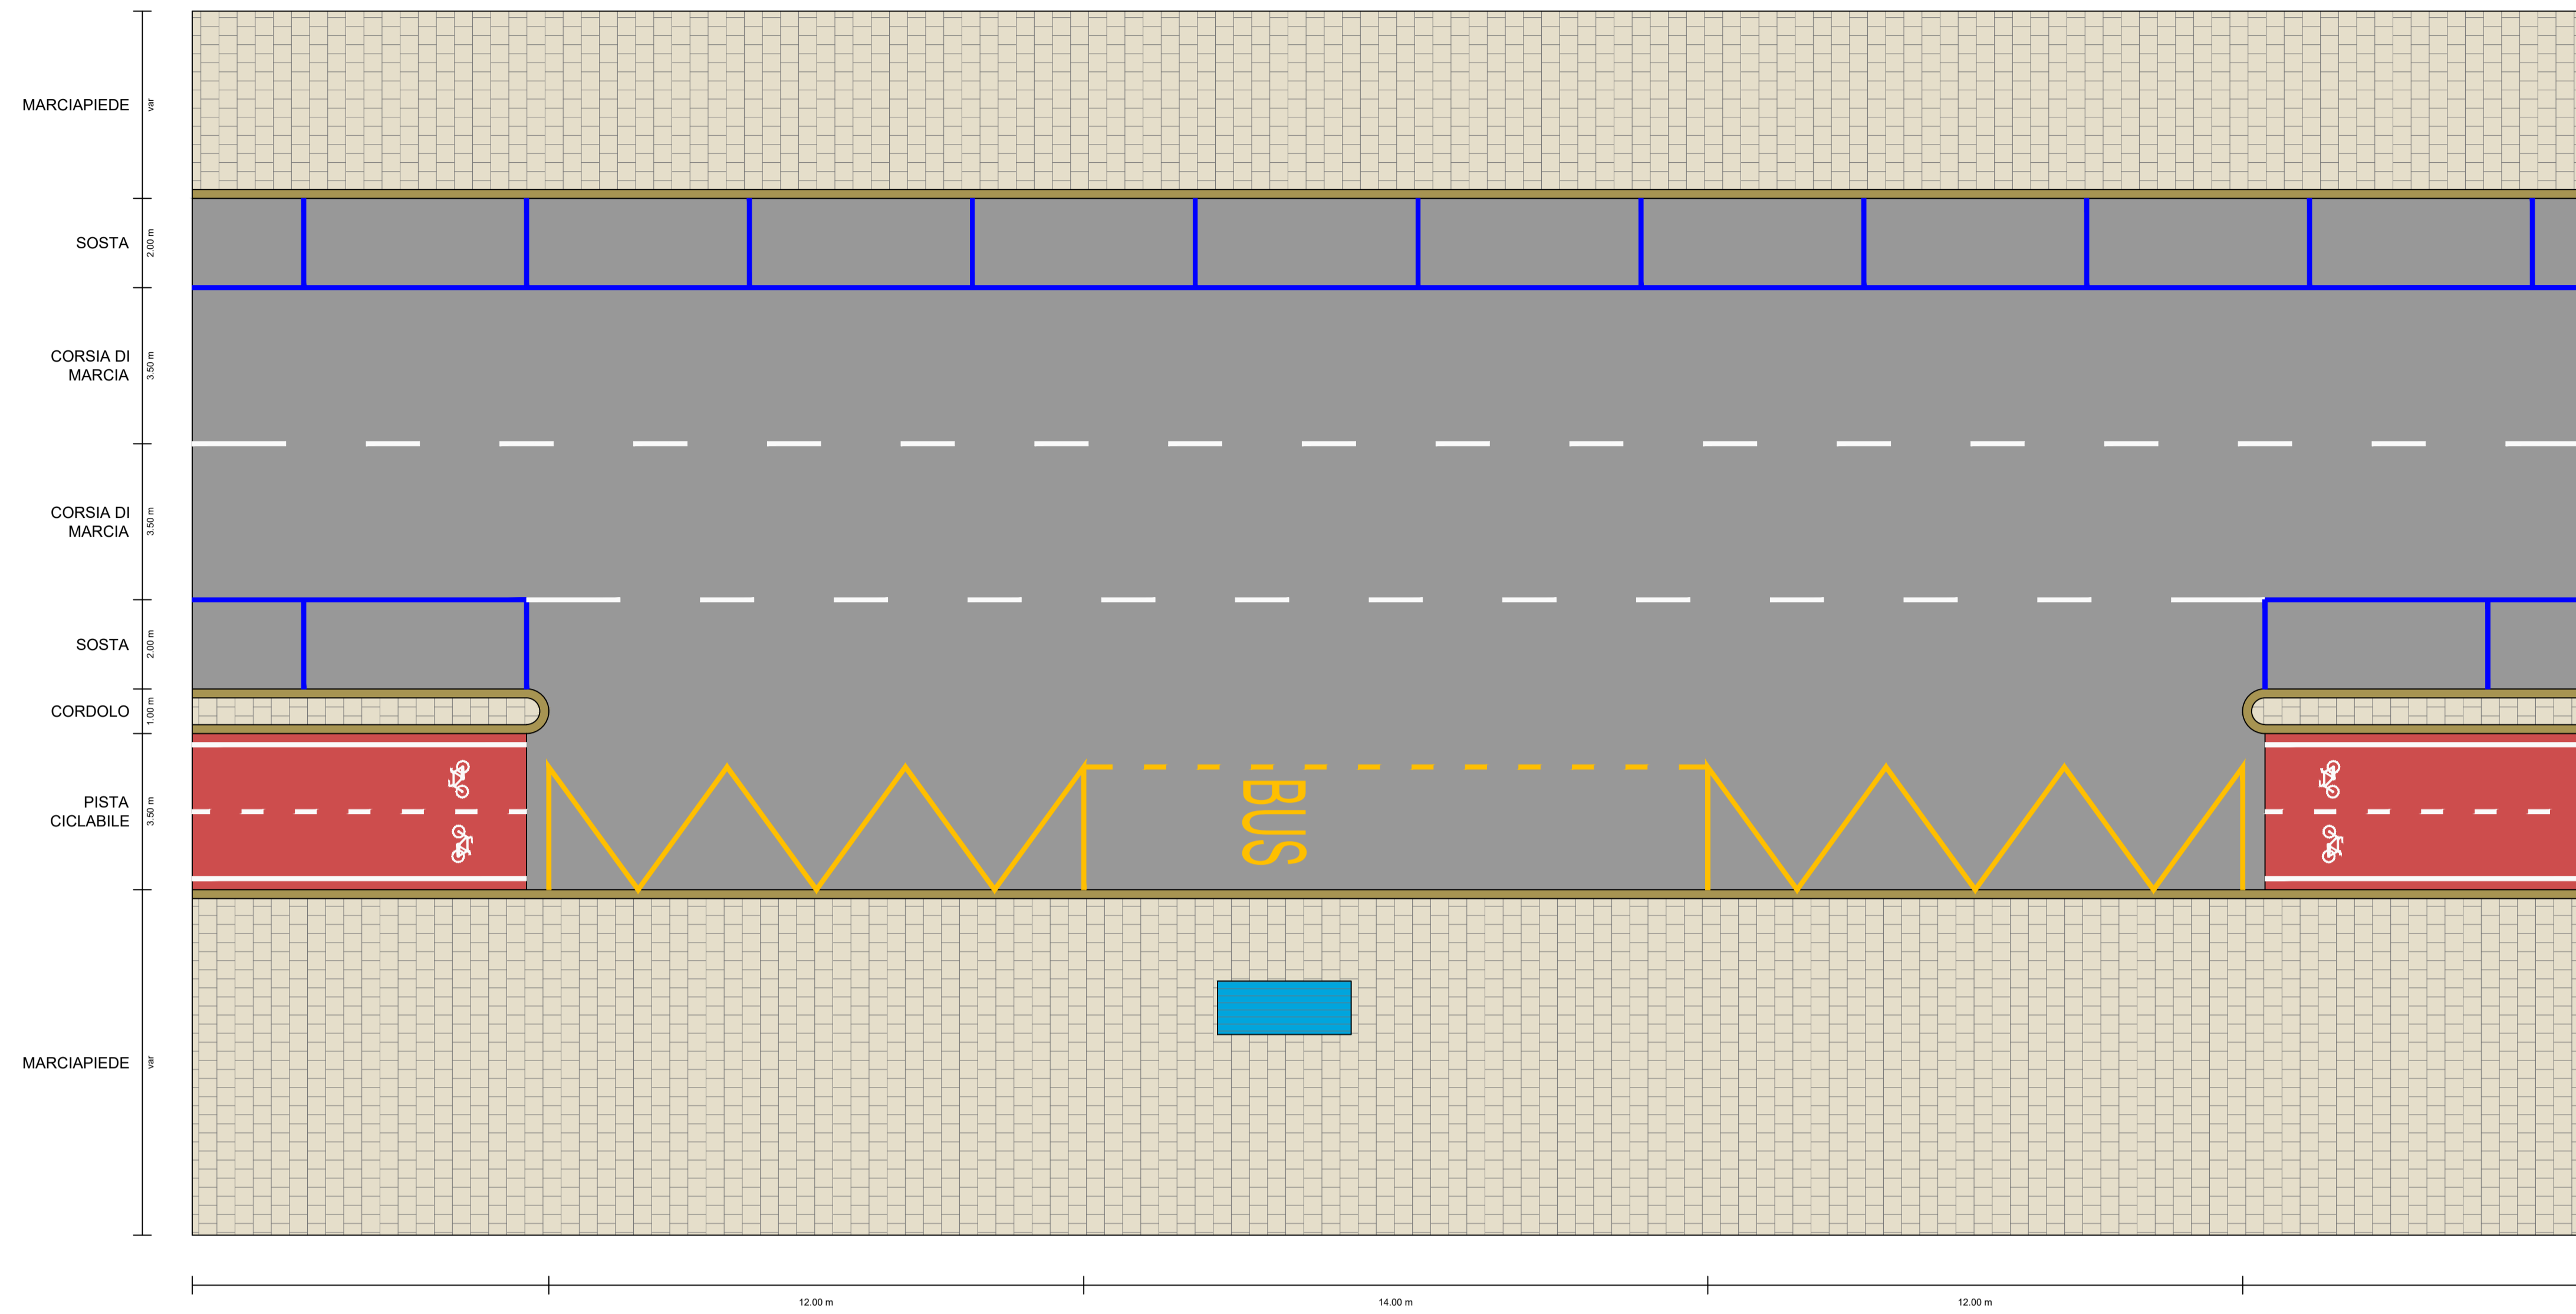 MARCIAPIEDE
var
SOSTA
2.00 m
CORSIA DI
MARCIA
3.50 m
CORSIA DI
MARCIA
3.50 m
SOSTA
2.00 m
CORDOLO
1.00 m
PISTA
CICLABILE
3.50 m
BUS
MARCIAPIEDE
var
12.00 m
14.00 m
12.00 m